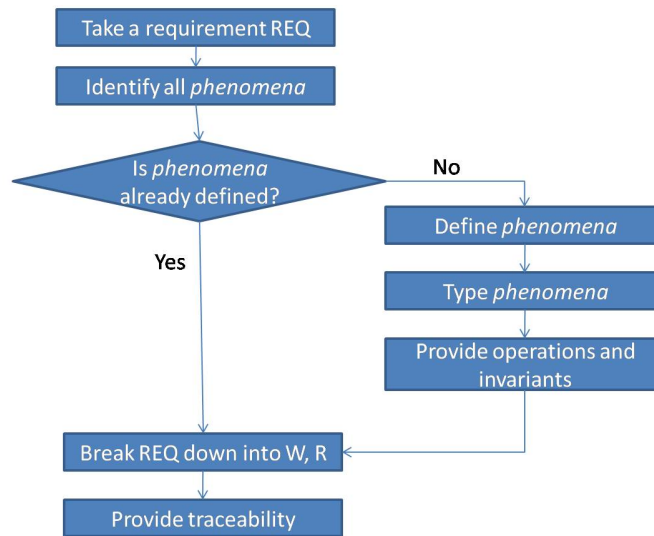 Take a requirement REQ
Identify all phenomena
Is phenomena
already defined?
No
Define phenomena
Yes
Type phenomena
Provide operations and
invariants
Break REQ down into W, R
Provide traceability